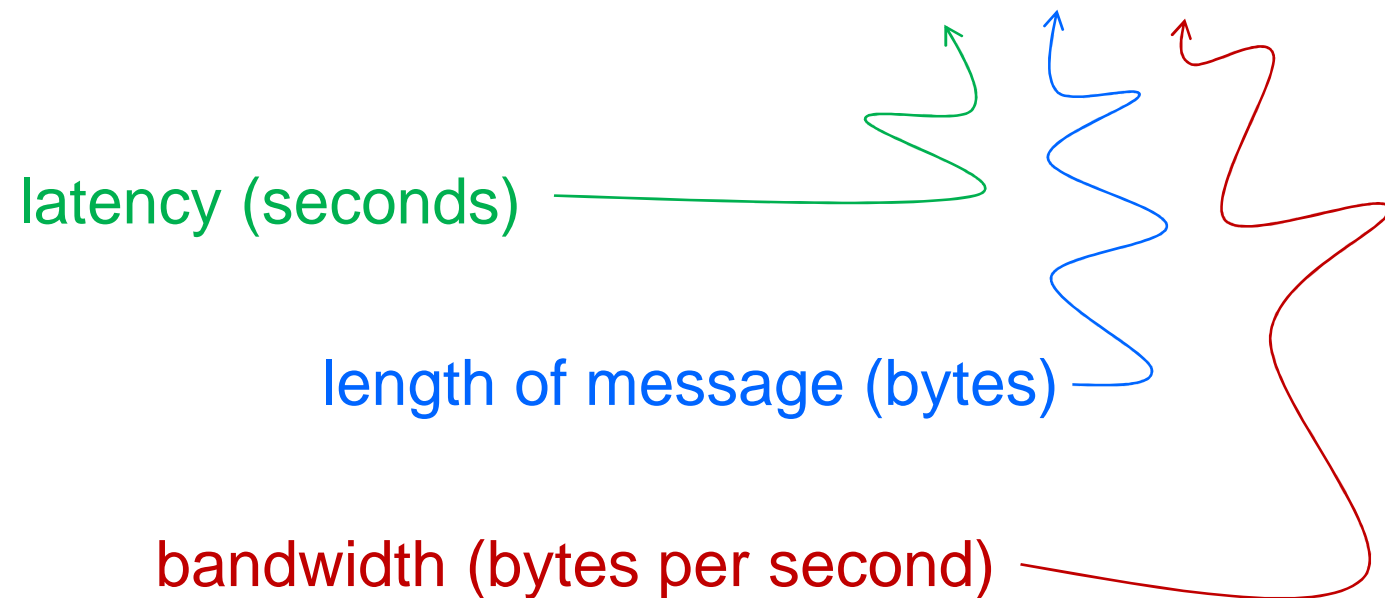 latency (seconds)
length of message (bytes)
bandwidth (bytes per second)